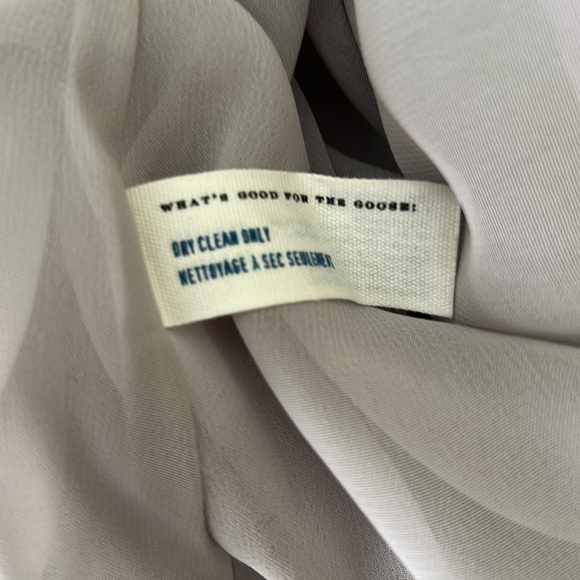 WHAT'S GOOD FOR THE GOOSE:
DRY CLEAN ONLY
NETTOYAGE À SEC SEULEMENT